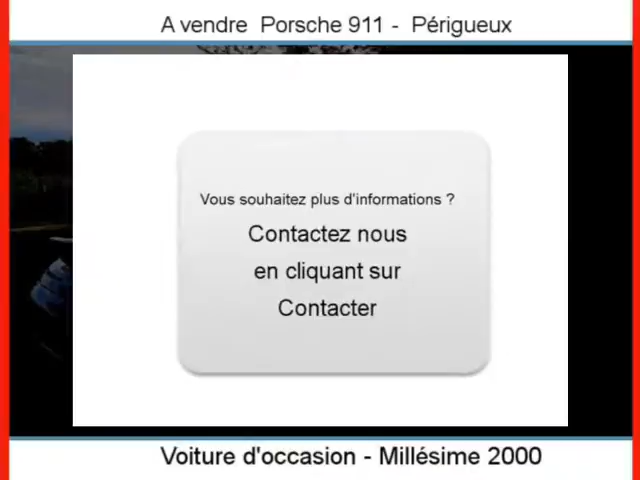 A vendre Porsche 911 - Périgueux
Vous souhaitez plus d'informations ?
Contactez nous
en cliquant sur
Contacter
Voiture d'occasion - Millésime 2000